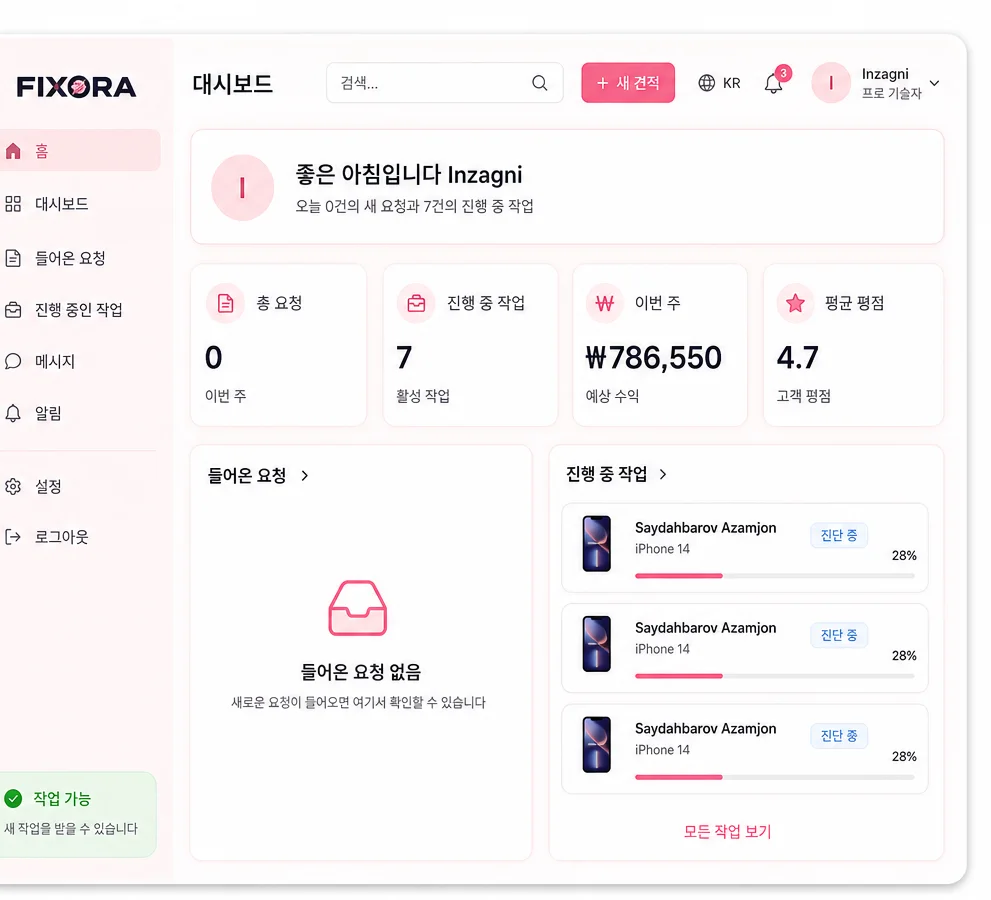 FIXORA
홈
대시보드
들어온 요청
진행 중인 작업
메시지
알림
설정
로그아웃
작업 가능
새 작업을 받을 수 있습니다
대시보드
검색...
+ 새 견적
KR
3
I
Inzagni
프로 기술자
I
좋은 아침입니다 Inzagni
오늘 0건의 새 요청과 7건의 진행 중 작업
총 요청
0
이번 주
진행 중 작업
7
활성 작업
₩ 이번 주
₩786,550
예상 수익
평균 평점
4.7
고객 평점
들어온 요청
들어온 요청 없음
새로운 요청이 들어오면 여기서 확인할 수 있습니다
진행 중 작업
Saydahbarov Azamjon
진단 중
iPhone 14
28%
Saydahbarov Azamjon
진단 중
iPhone 14
28%
Saydahbarov Azamjon
진단 중
iPhone 14
28%
모든 작업 보기